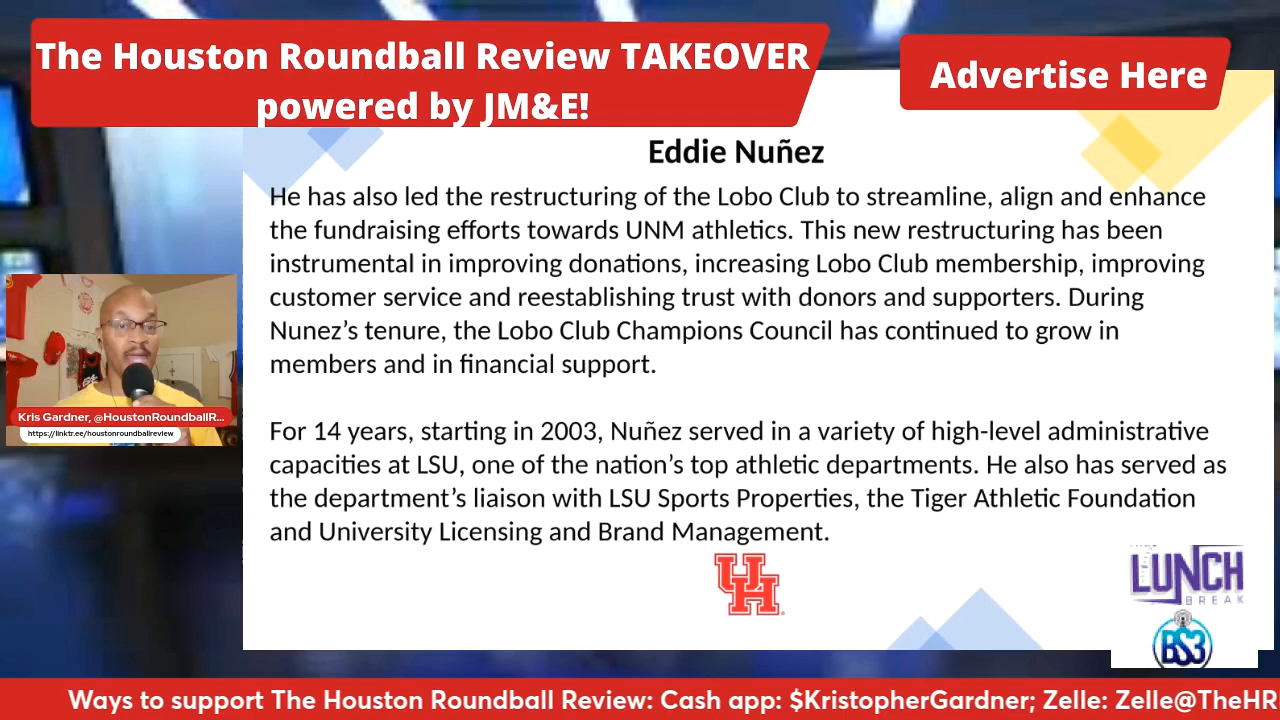 The Houston Roundball Review TAKEOVER
powered by JM&E!
Advertise Here
Eddie Nuñez
He has also led the restructuring of the Lobo Club to streamline, align and enhance
the fundraising efforts towards UNM athletics. This new restructuring has been
instrumental in improving donations, increasing Lobo Club membership, improving
customer service and reestablishing trust with donors and supporters. During
Nunez’s tenure, the Lobo Club Champions Council has continued to grow in
members and in financial support.
For 14 years, starting in 2003, Nuñez served in a variety of high-level administrative
capacities at LSU, one of the nation’s top athletic departments. He also has served as
the department’s liaison with LSU Sports Properties, the Tiger Athletic Foundation
and University Licensing and Brand Management.
Kris Gardner, @HoustonRoundballR...
https://linktr.ee/houstonroundballreview
UH
LUNCH
BREAK
BS3
Ways to support The Houston Roundball Review: Cash app: $KristopherGardner; Zelle: Zelle@TheHR